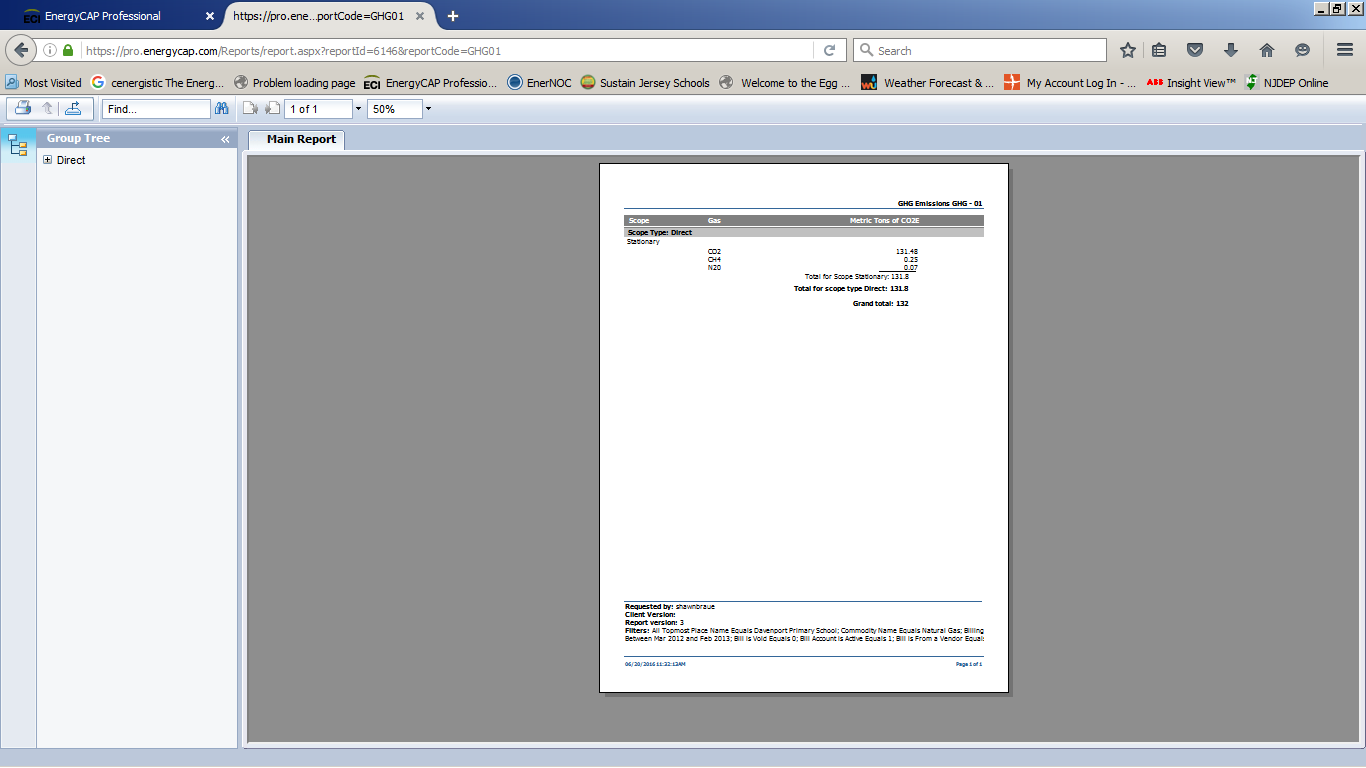 ECI EnergyCAP Professional
https://pro.ene...portCode=GHG01
https://pro.energycap.com/Reports/report.aspx?reportId=6146&reportCode=GHG01
Search
Most Visited
cenergistic The Energ...
Problem loading page
ECI EnergyCAP Professio...
EnerNOC
Sustain Jersey Schools
Welcome to the Egg ...
Weather Forecast & ...
My Account Log In - ...
ABB Insight View™
NJDEP Online
Find...
1 of 1
50%
Group Tree
«
Direct
Main Report
GHG Emissions GHG - 01
Scope Gas Metric Tons of CO2E
Scope Type: Direct
Stationary
CO2 131.48
CH4 0.25
N20 0.07
Total for Scope Stationary: 131.8
Total for scope type Direct: 131.8
Grand total: 132
Requested by: shawnbraue
Client Version:
Report version: 3
Filters: All Topmost Place Name Equals Davenport Primary School; Commodity Name Equals Natural Gas; Billing
Between Mar 2012 and Feb 2013; Bill is Void Equals 0; Bill Account is Active Equals 1; Bill is From a Vendor Equals
06/20/2016 11:32:13AM Page 1 of 1